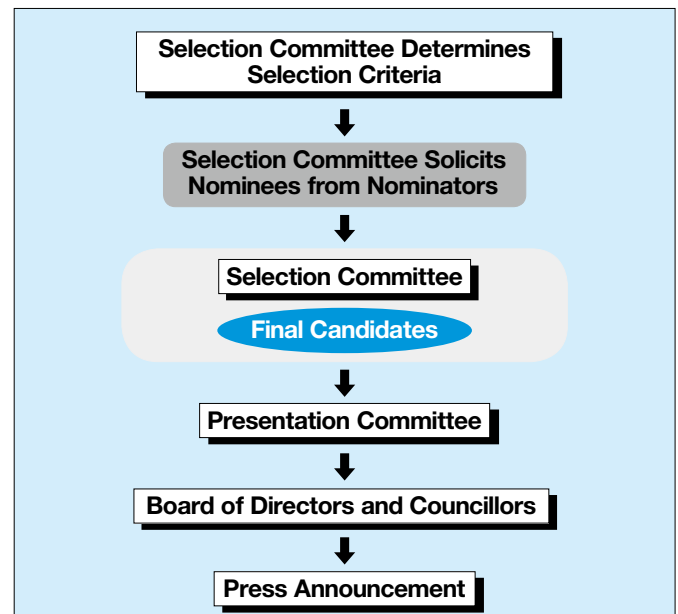 Selection Committee Determines
Selection Criteria
Selection Committee Solicits
Nominees from Nominators
Selection Committee
Final Candidates
Presentation Committee
Board of Directors and Councillors
Press Announcement